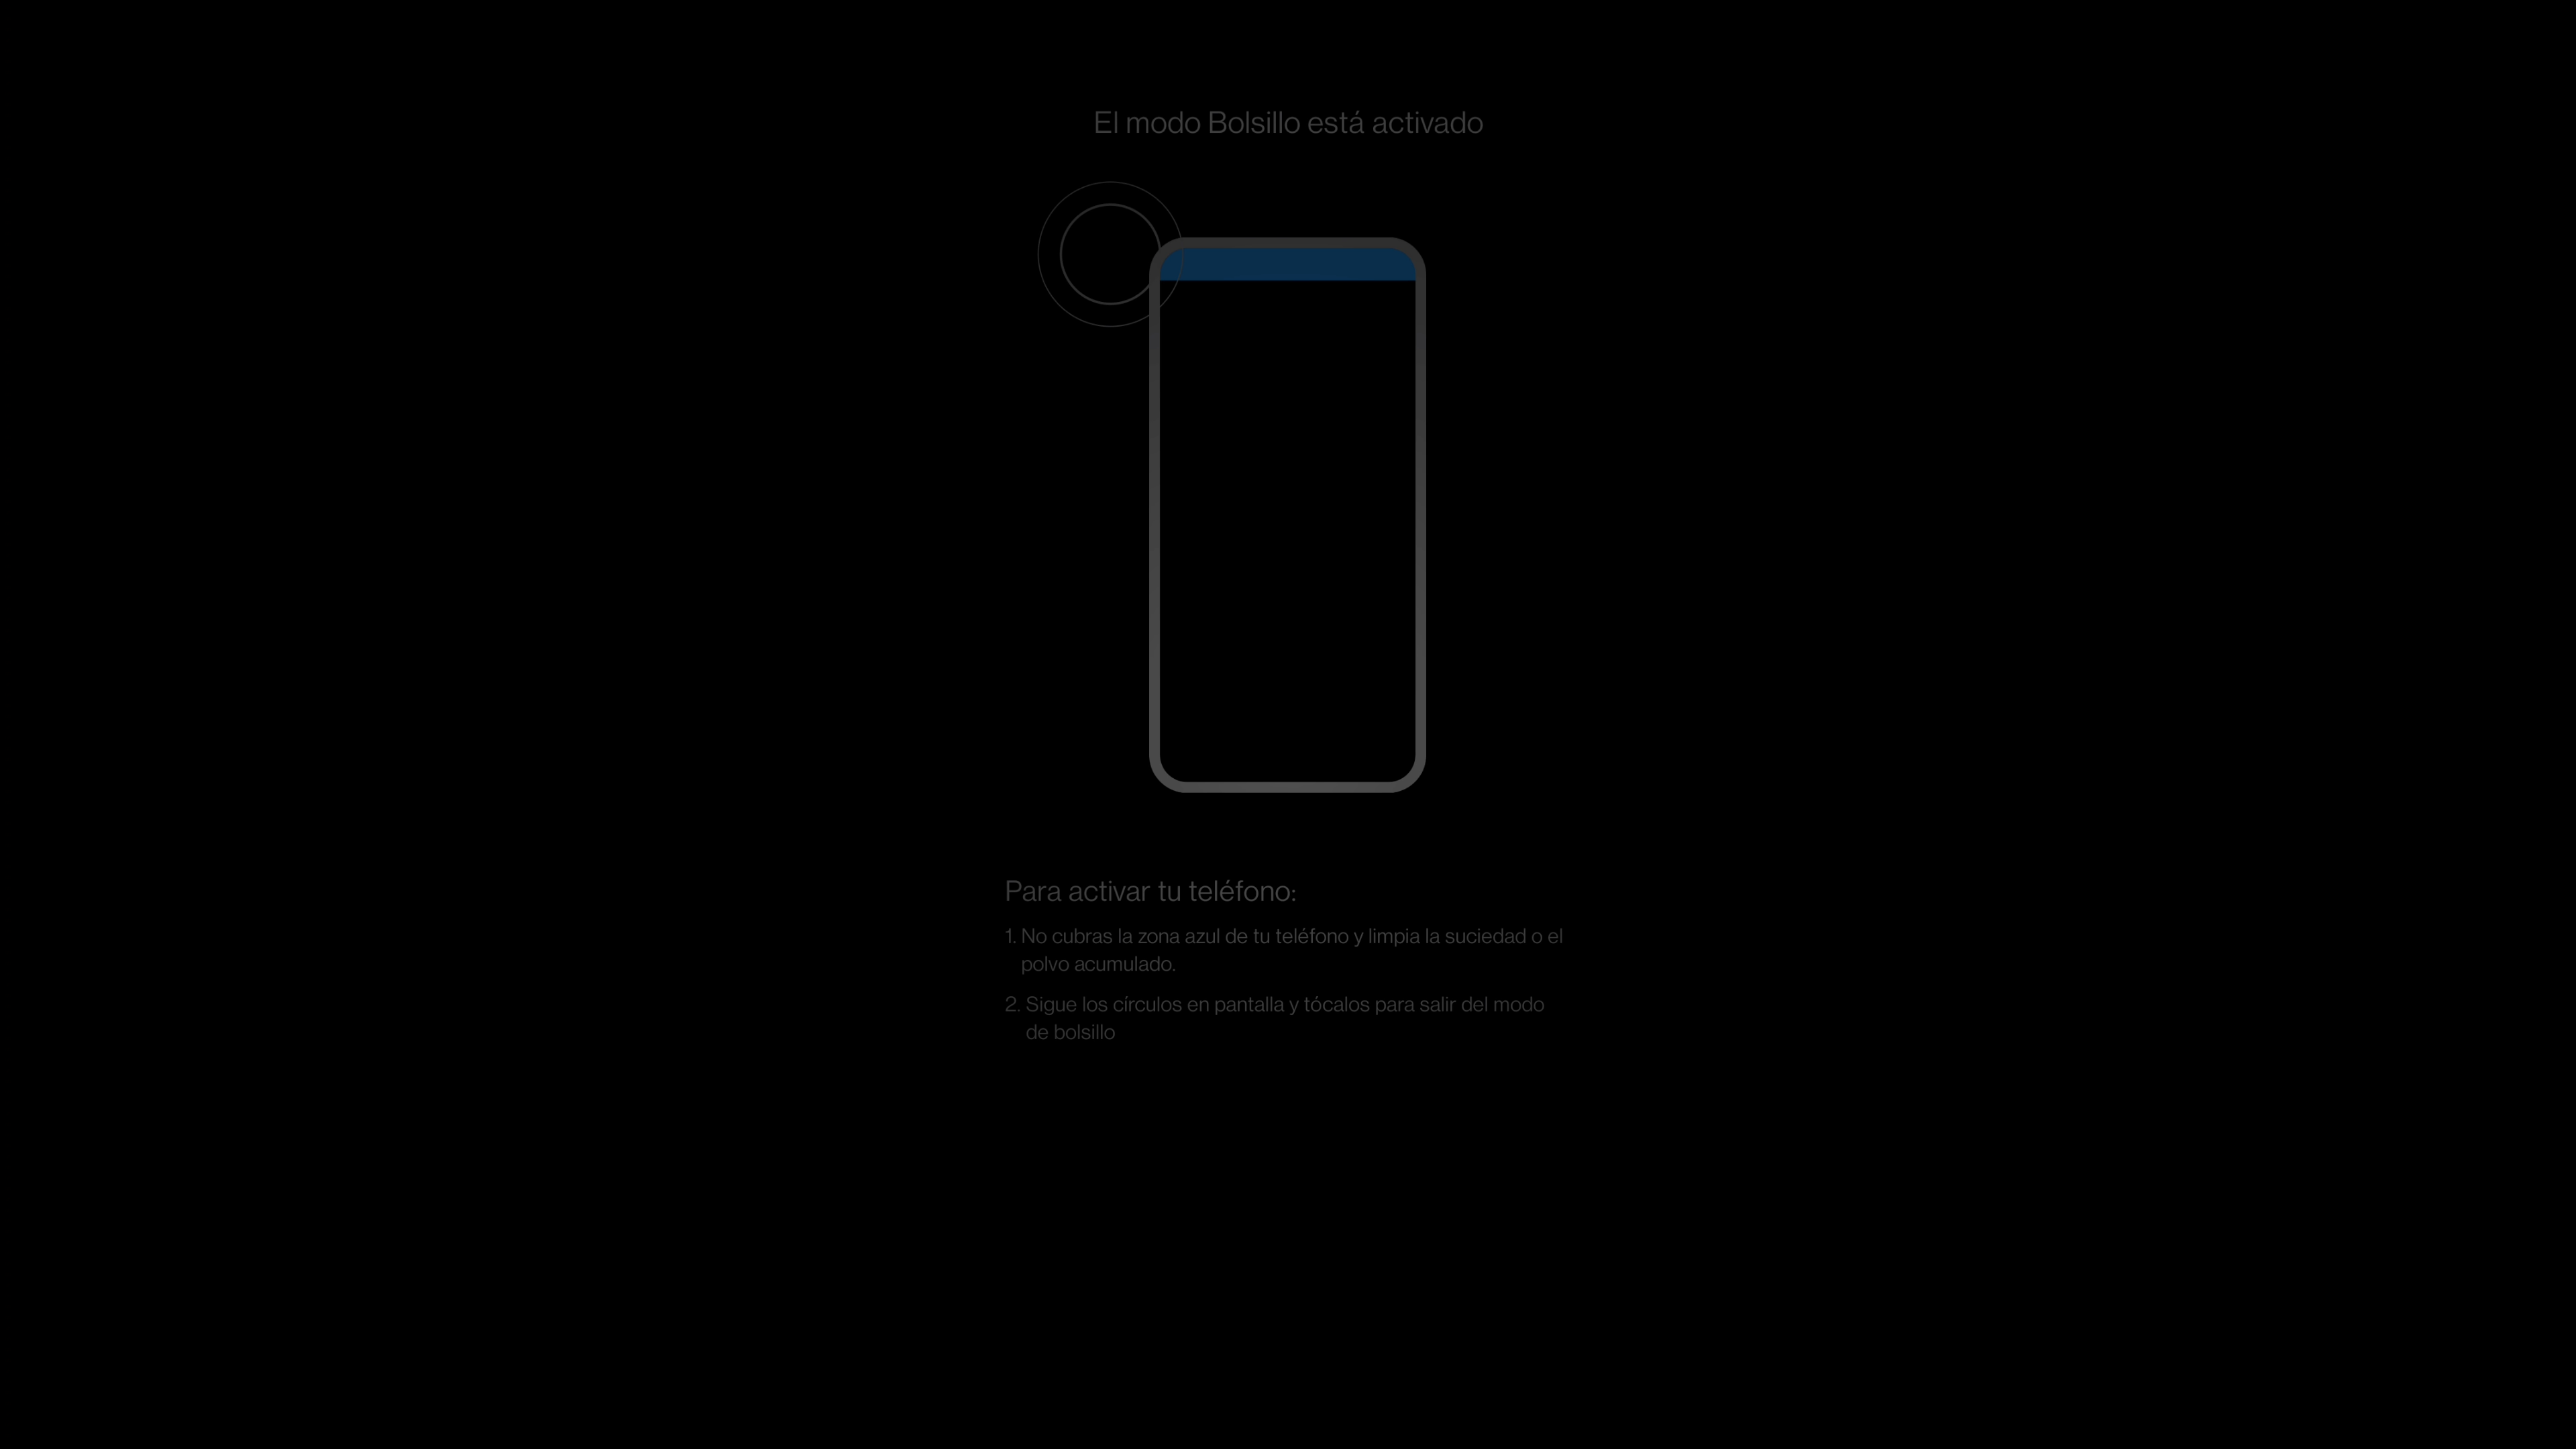 El modo Bolsillo está activado
Para activar tu teléfono:
1. No cubras la zona azul de tu teléfono y limpia la suciedad o el
polvo acumulado.
2. Sigue los círculos en pantalla y tócalos para salir del modo
de bolsillo